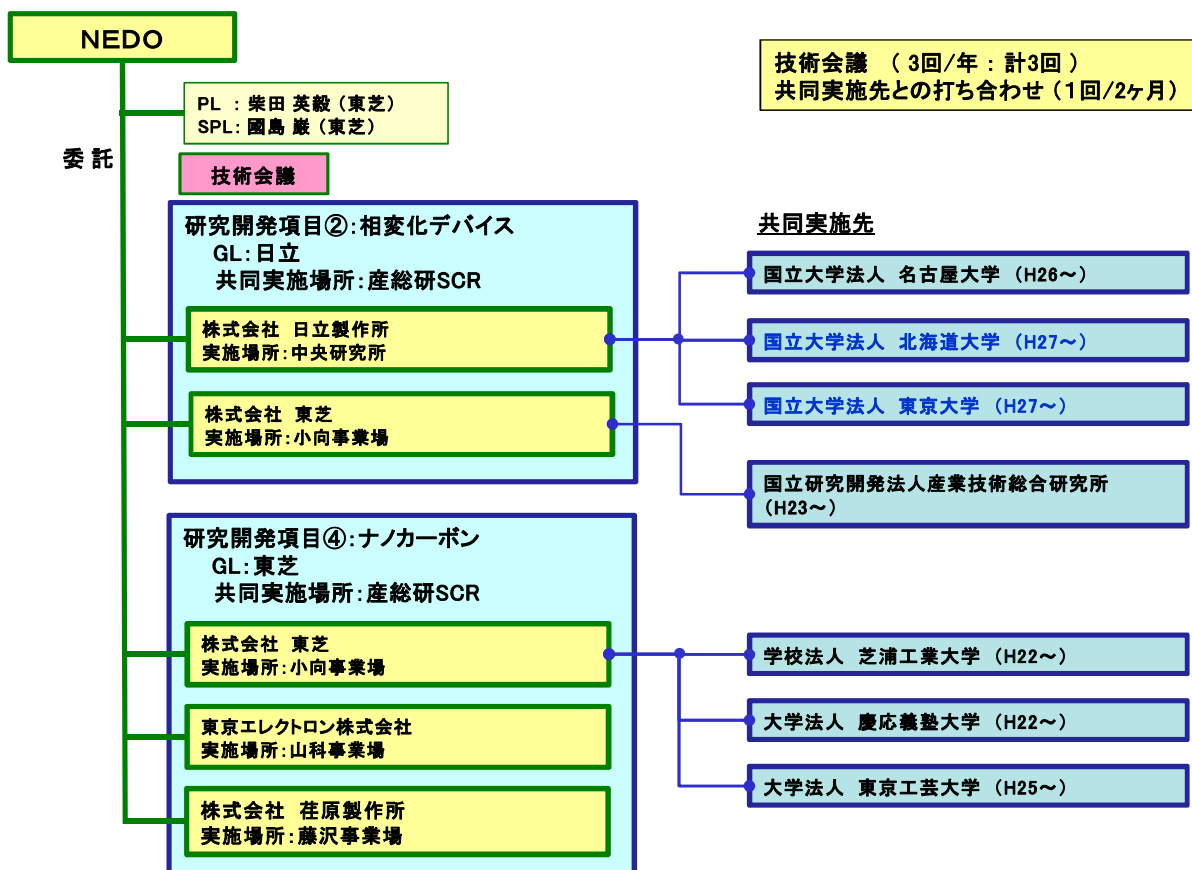 NEDO
技術会議 （ 3回/年 : 計3回 ）
共同実施先との打ち合わせ （1回/2ヶ月）
PL : 柴田 英毅 （東芝）
SPL: 國島 巌 （東芝）
委託
技術会議
研究開発項目②:相変化デバイス
GL:日立
共同実施場所:産総研SCR
株式会社 日立製作所
実施場所:中央研究所
株式会社 東芝
実施場所:小向事業場
共同実施先
国立大学法人 名古屋大学 （H26～）
国立大学法人 北海道大学 （H27～）
国立大学法人 東京大学 （H27～）
国立研究開発法人産業技術総合研究所
（H23～）
研究開発項目④:ナノカーボン
GL:東芝
共同実施場所:産総研SCR
株式会社 東芝
実施場所:小向事業場
東京エレクトロン株式会社
実施場所:山科事業場
株式会社 荏原製作所
実施場所:藤沢事業場
学校法人 芝浦工業大学 （H22～）
大学法人 慶応義塾大学 （H22～）
大学法人 東京工芸大学 （H25～）